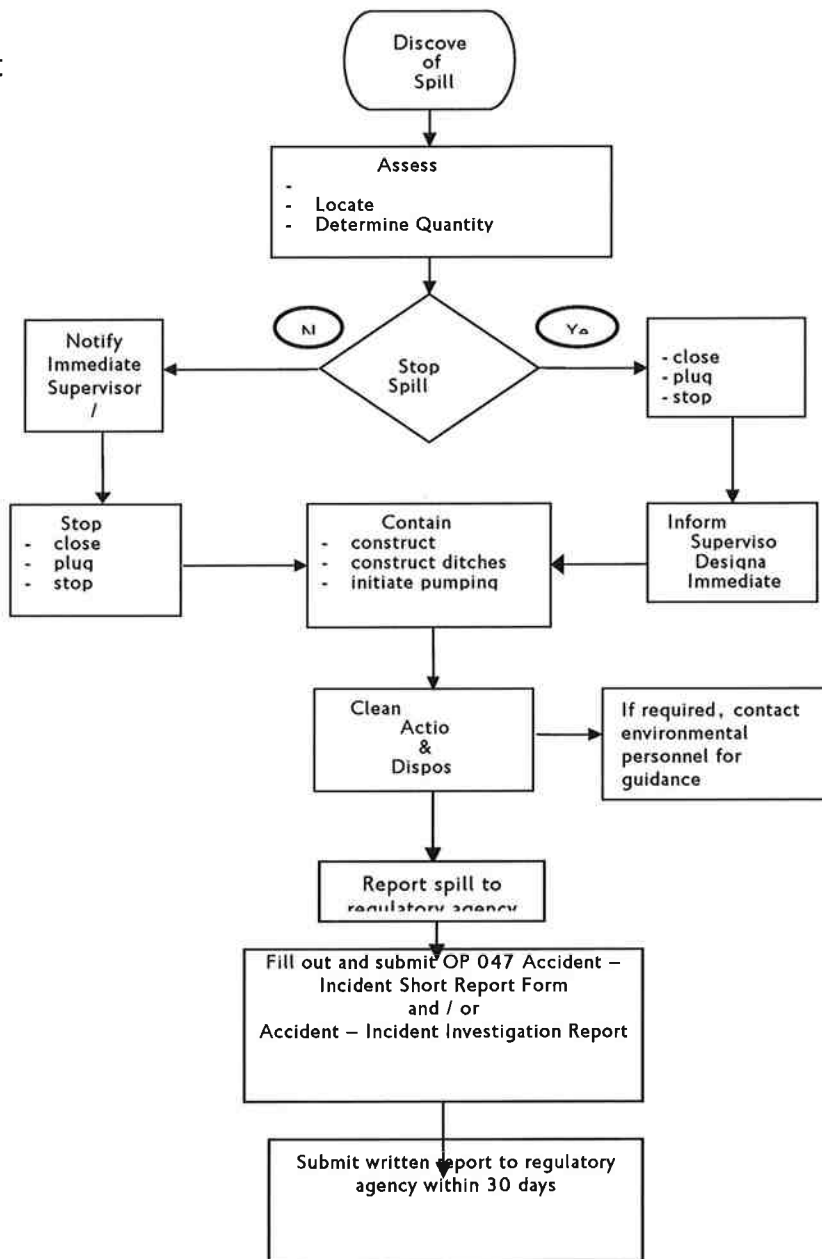 Discove
of
Spill
Assess
-
- Locate
- Determine Quantity
Stop
Spill
Notify
Immediate
Supervisor
/
- close
- plug
- stop
Stop
- close
- plug
- stop
Contain
- construct
- construct ditches
- initiate pumping
Inform
Superviso
Designa
Immediate
Clean
Actio
&
Dispos
If required, contact
environmental
personnel for
guidance
Report spill to
regulatory agency
Fill out and submit OP 047 Accident –
Incident Short Report Form
and / or
Accident – Incident Investigation Report
Submit written report to regulatory
agency within 30 days